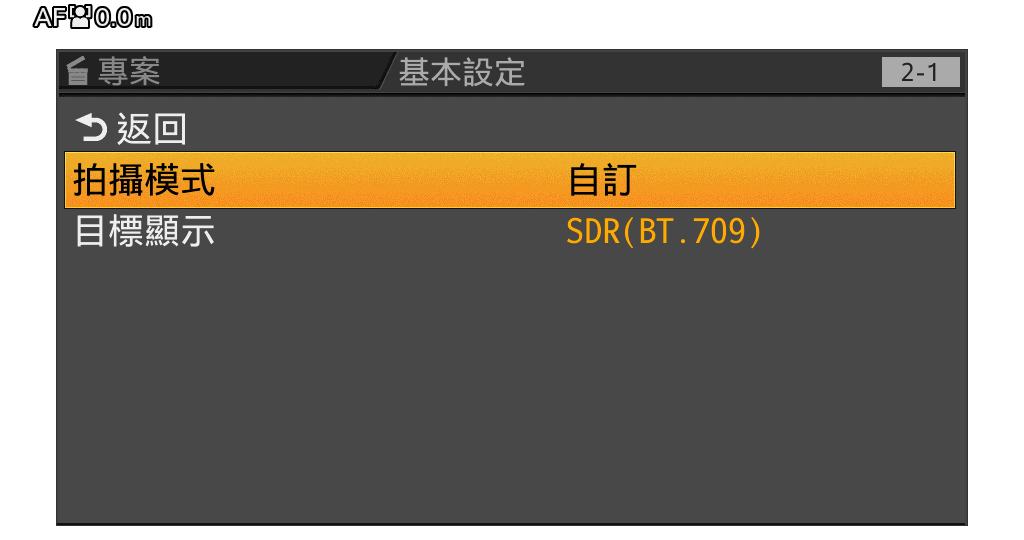 AF 0.0m
專案 基本設定 2-1
返回
拍攝模式 自訂
目標顯示 SDR(BT.709)